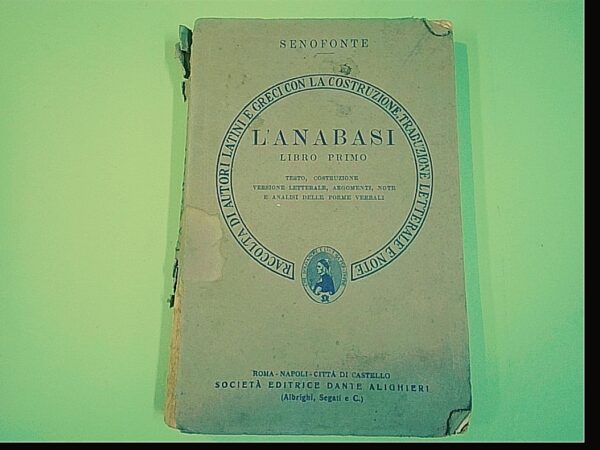 SENOFONTE
RACCOLTA DI AUTORI LATINI E GRECI CON LA COSTRUZIONE, TRADUZIONE LETTERALE E NOTE
L'ANABASI
LIBRO PRIMO
TESTO, COSTRUZIONE
VERSIONE LETTERALE, ARGOMENTI, NOTE
E ANALISI DELLE FORME VERBALI
ROMA - NAPOLI - CITTÀ DI CASTELLO
SOCIETÀ EDITRICE DANTE ALIGHIERI
(Albrighi, Segati e C.)